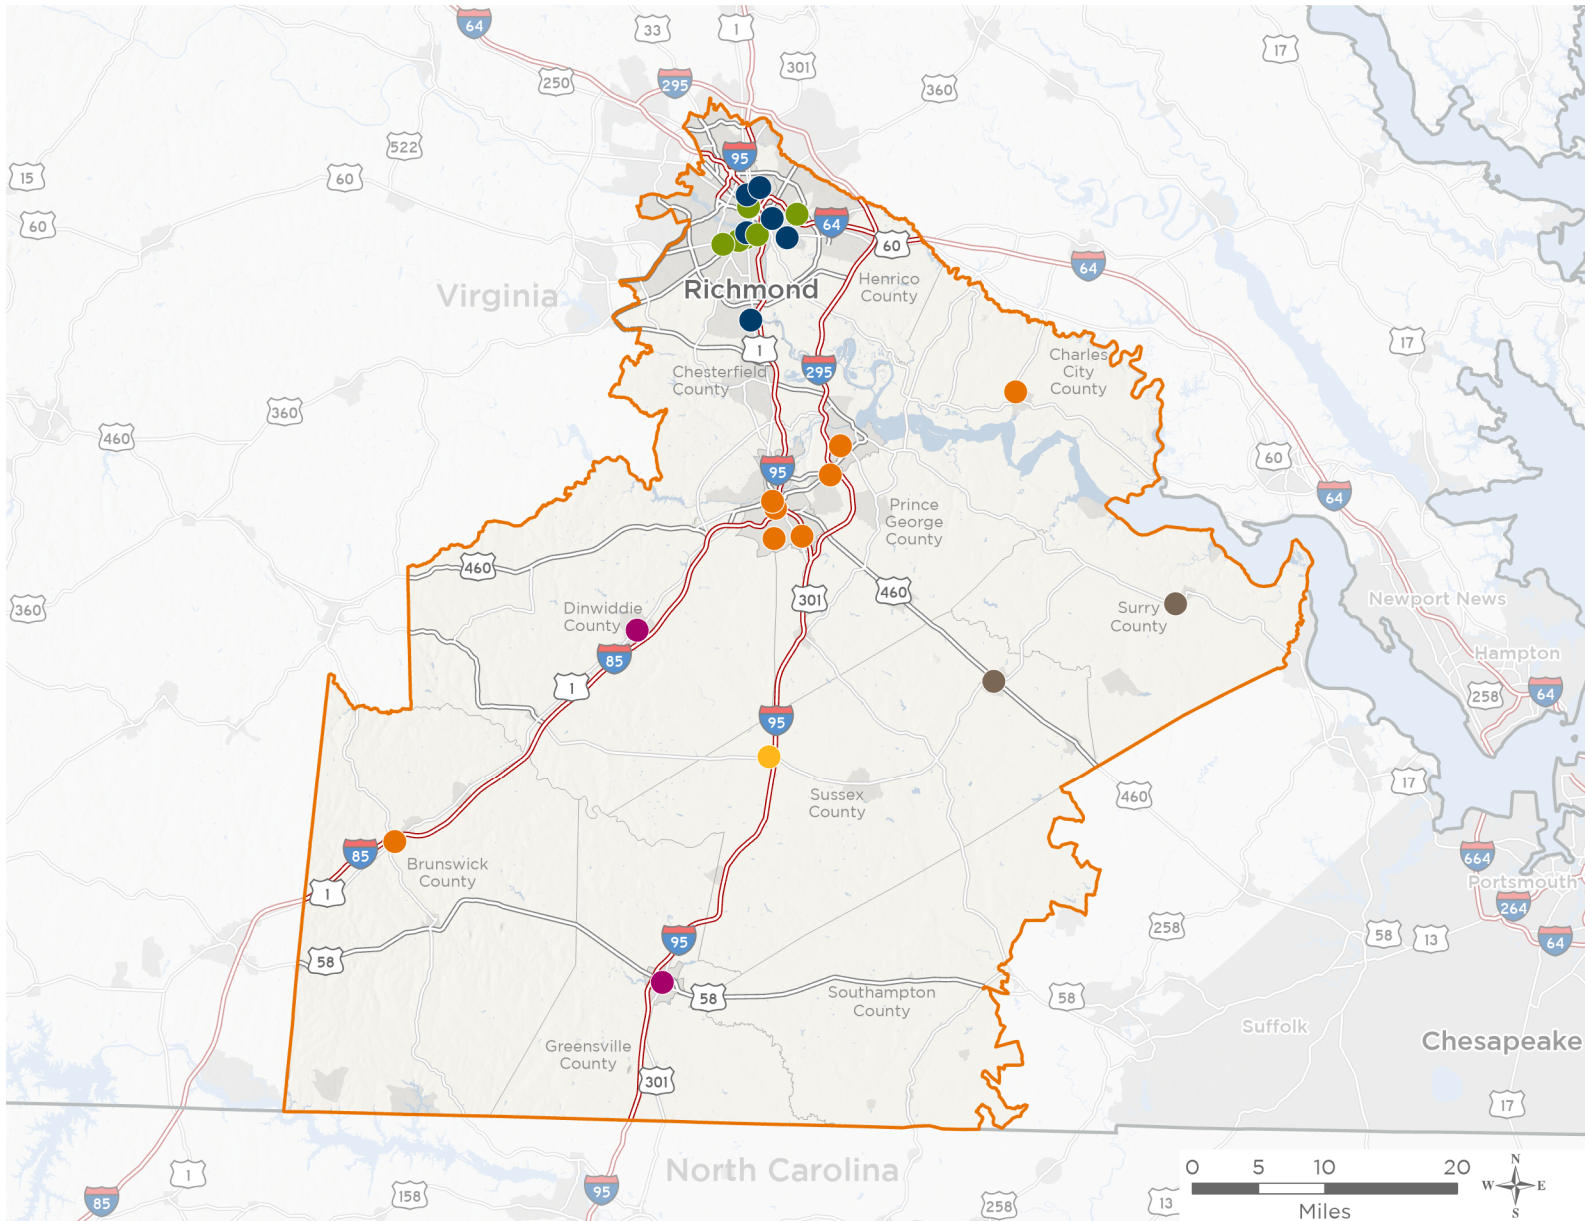 64
33
1
301
17
250
295
360
522
95
15
60
60
64
60
64
Henrico
County
Virginia
Richmond
1
17
Charles
City
County
295
Chesterfield
County
360
460
60
95
64
Prince
George
County
460
460
301
360
Dinwiddie
County
Surry
County
Newport News
85
Hampton
1
258
64
95
17
Sussex
County
460
85
664
Brunswick
County
1
Portsmouth
264
95
258
58
13
64
58
58
Southampton
County
58
Suffolk
Chesapeake
Greensville
County
301
17
North Carolina
1
85
158
95
258
13
0
5
10
20
Miles
N
W
E
S